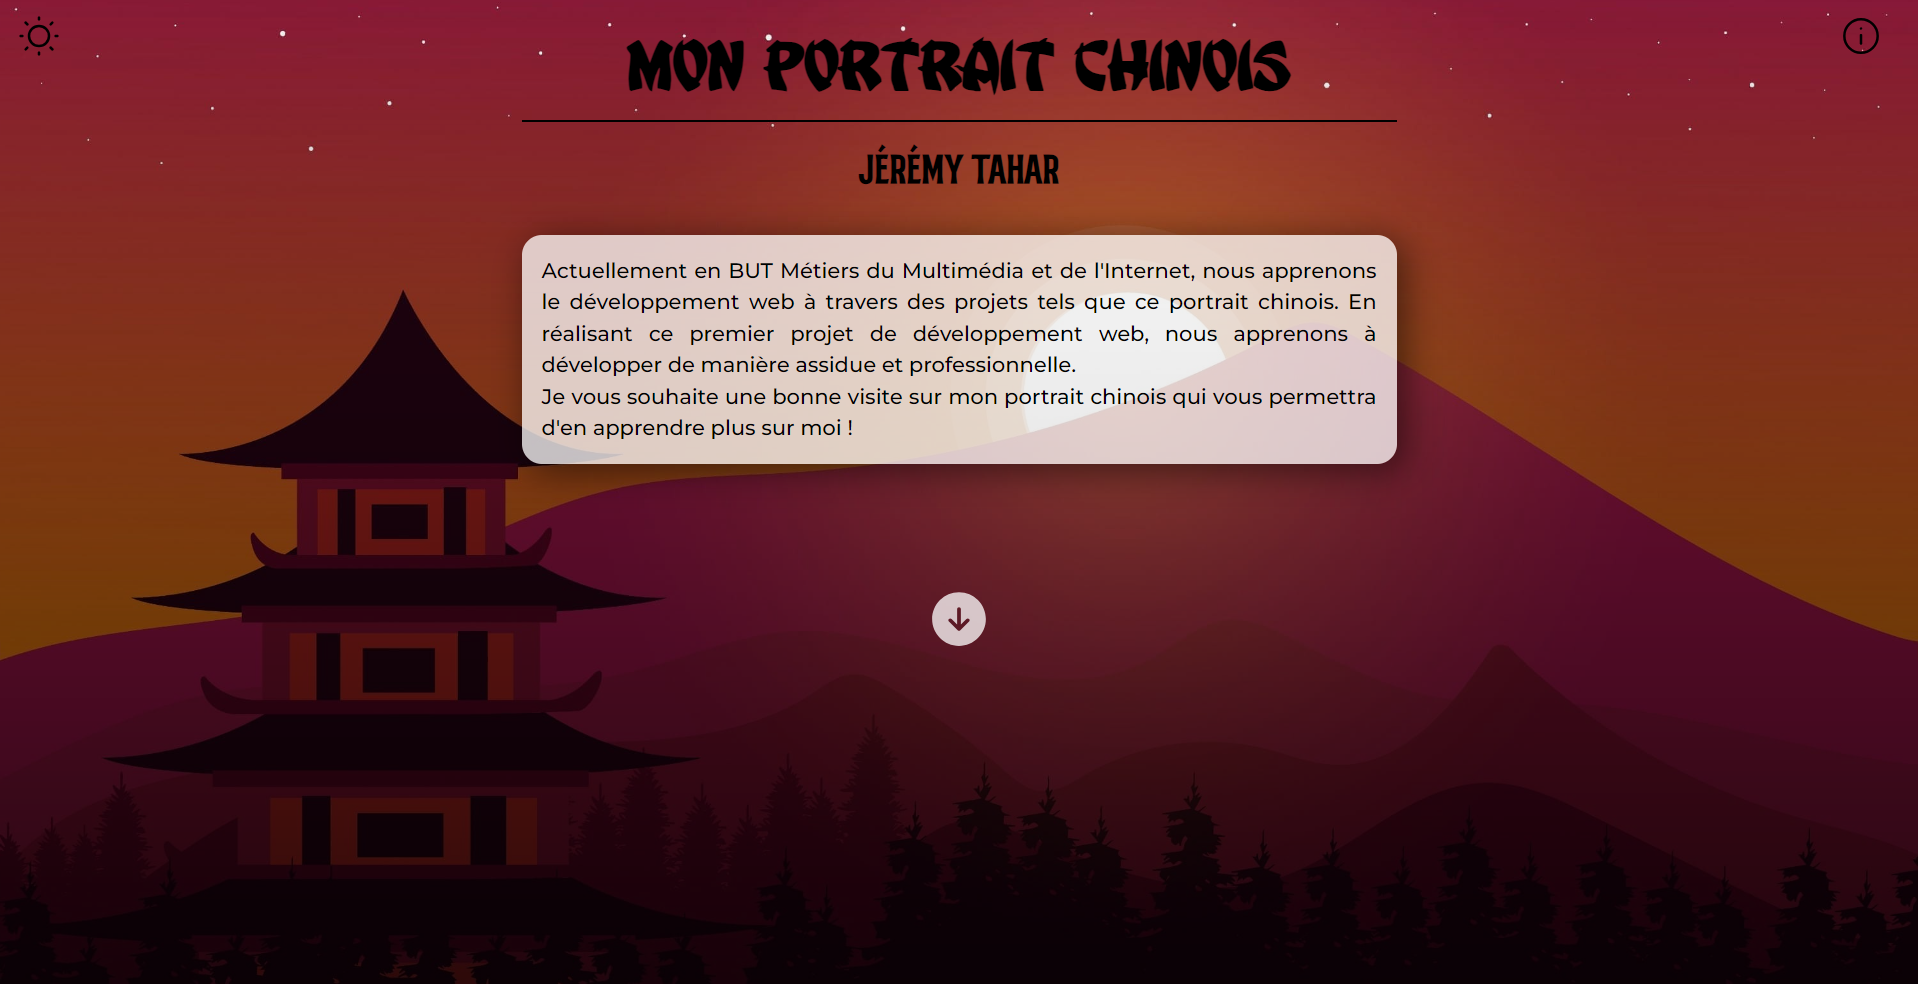 MON PORTRAIT CHINOIS
JÉRÉMY TAHAR
Actuellement en BUT Métiers du Multimédia et de l'Internet, nous apprenons
le développement web à travers des projets tels que ce portrait chinois. En
réalisant ce premier projet de développement web, nous apprenons à
développer de manière assidue et professionnelle.
Je vous souhaite une bonne visite sur mon portrait chinois qui vous permettra
d'en apprendre plus sur moi !